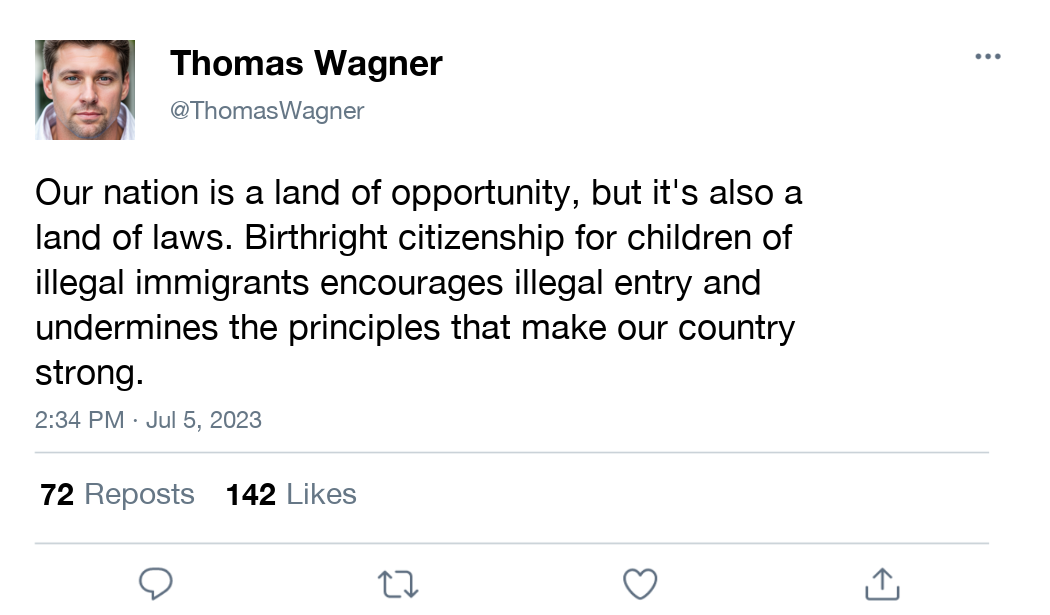 Thomas Wagner
@ThomasWagner
Our nation is a land of opportunity, but it's also a
land of laws. Birthright citizenship for children of
illegal immigrants encourages illegal entry and
undermines the principles that make our country
strong.
2:34 PM · Jul 5, 2023
72 Reposts 142 Likes